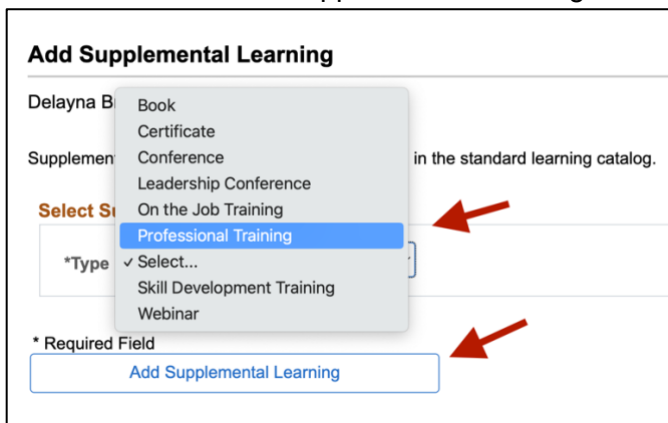 Add Supplemental Learning
Delayna B
Book
Certificate
Supplemen
Conference
in the standard learning catalog.
Leadership Conference
Select S
On the Job Training
Professional Training
*Type
✓ Select...
Skill Development Training
Webinar
* Required Field
Add Supplemental Learning